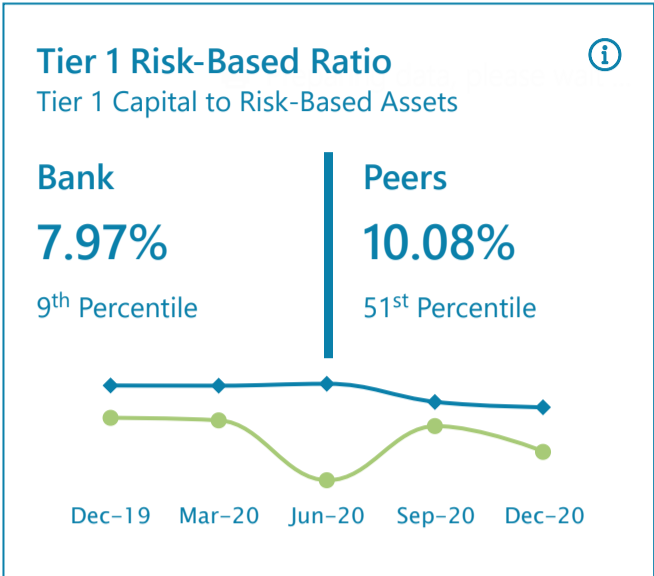 Tier 1 Risk-Based Ratio
Tier 1 Capital to Risk-Based Assets
Bank
7.97%
9th Percentile
Peers
10.08%
51st Percentile
Dec-19 Mar-20 Jun-20 Sep-20 Dec-20